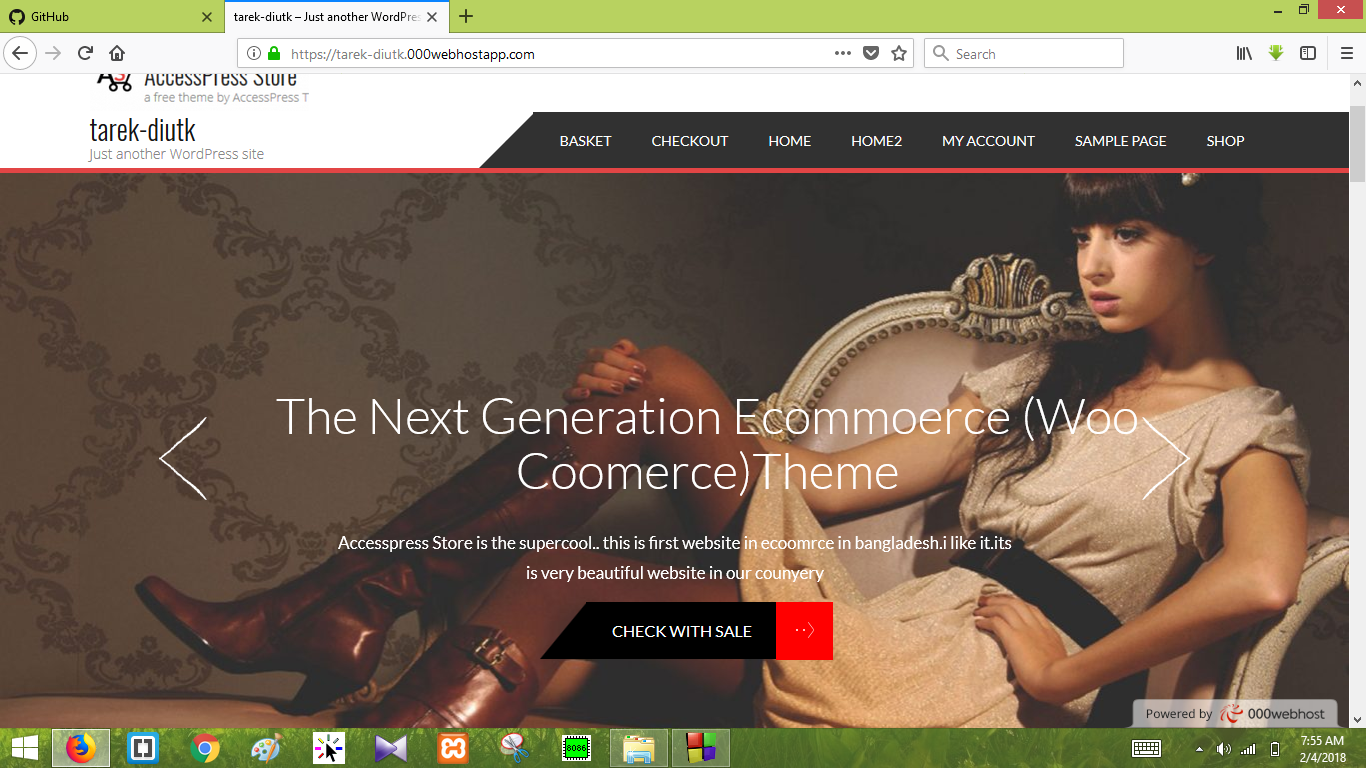 GitHub
tarek-diutk – Just another WordPres
https://tarek-diutk.000webhostapp.com
Search
AccessPress Store
a free theme by AccessPress T
tarek-diutk
Just another WordPress site
BASKET CHECKOUT HOME HOME2 MY ACCOUNT SAMPLE PAGE SHOP
The Next Generation Ecommoerce (Woo
Coomerce)Theme
Accesspress Store is the supercool.. this is first website in ecoomrce in bangladesh.i like it.its
is very beautiful website in our counyery
CHECK WITH SALE
Powered by 000webhost
8086
7:55 AM
2/4/2018